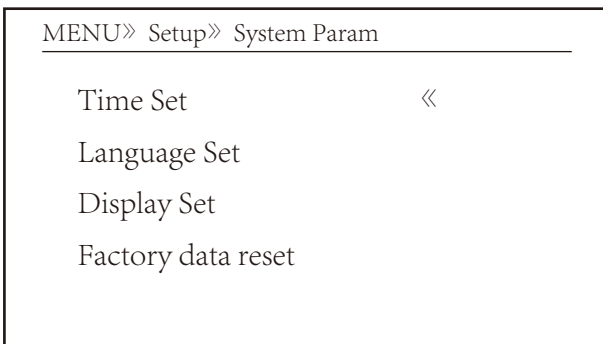 MENU》 Setup》 System Param
Time Set 《
Language Set
Display Set
Factory data reset